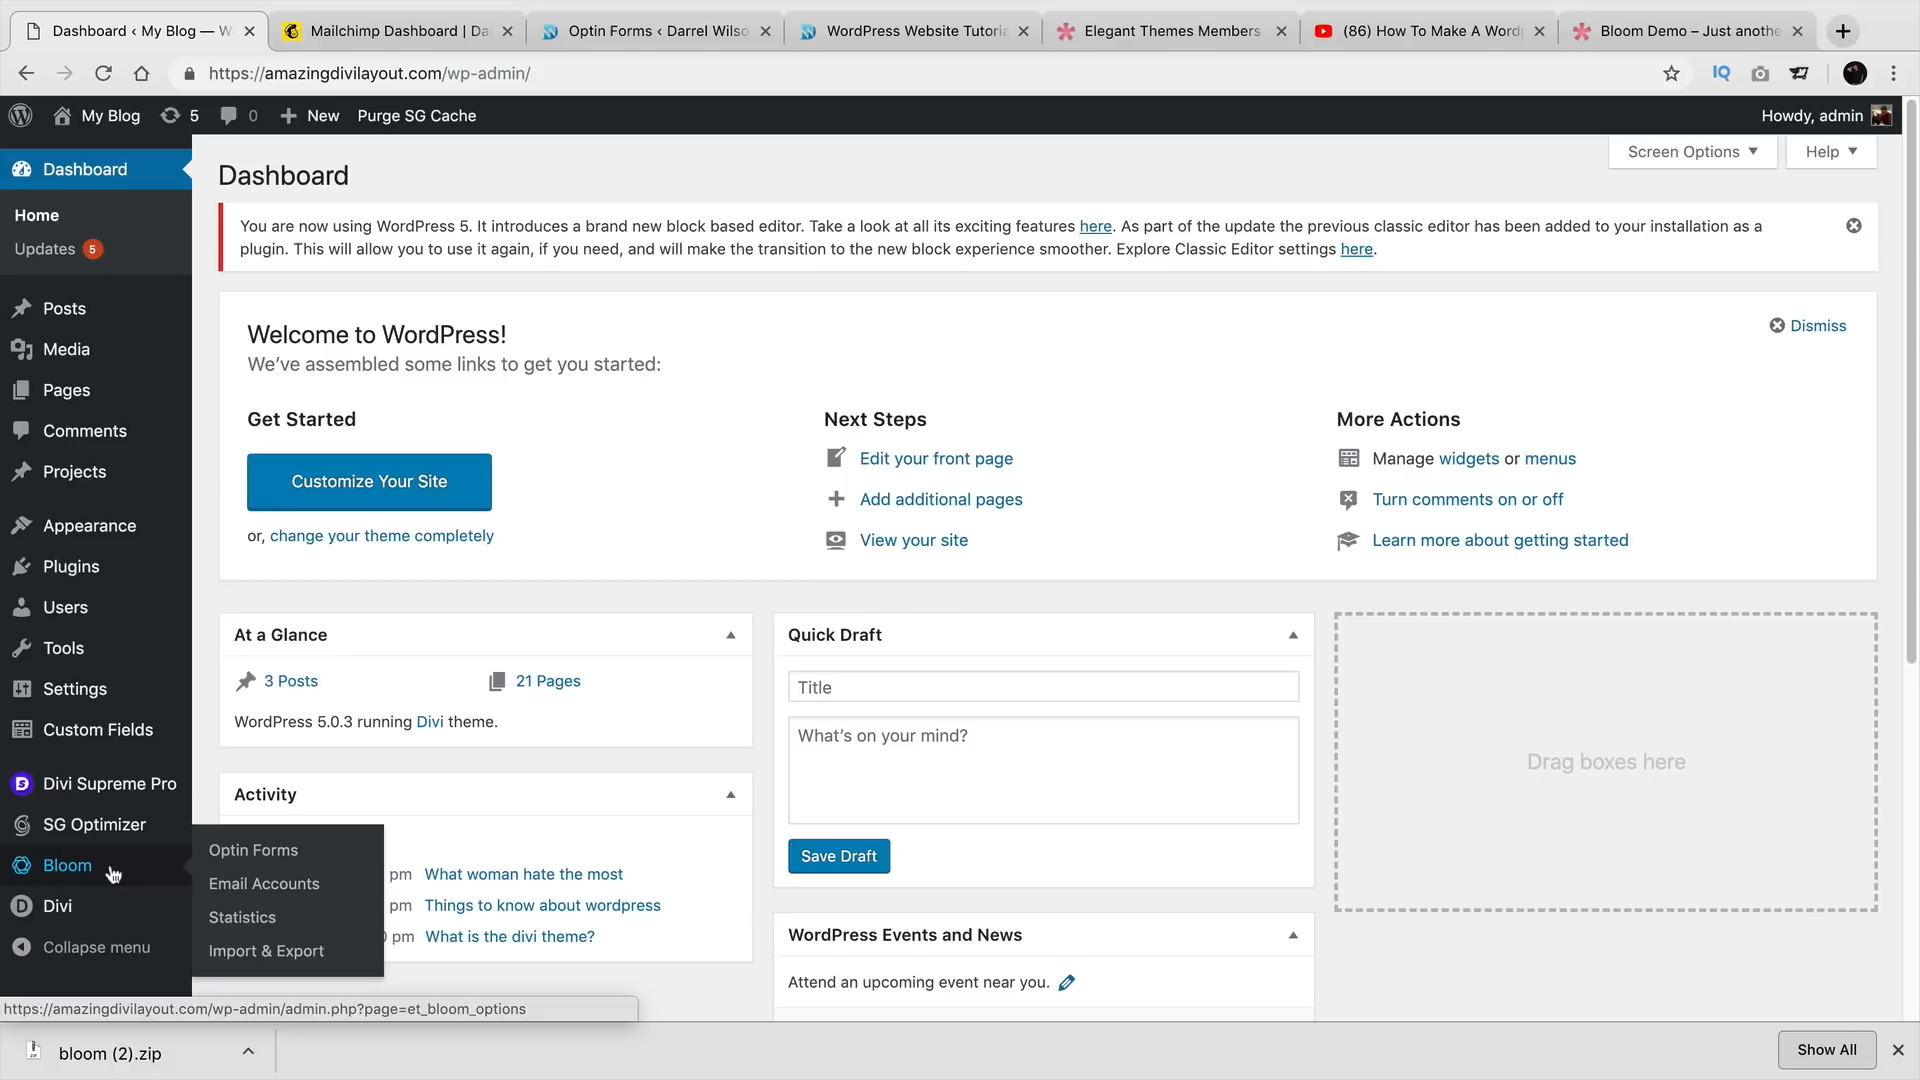 Dashboard ‹ My Blog — W
Mailchimp Dashboard | Da
Optin Forms ‹ Darrel Wilso
WordPress Website Tutoria
Elegant Themes Members
(86) How To Make A Wordp
Bloom Demo – Just anothe
https://amazingdivilayout.com/wp-admin/
IQ
My Blog
5
0
New
Purge SG Cache
Howdy, admin
Dashboard
Home
Updates 5
Posts
Media
Pages
Comments
Projects
Appearance
Plugins
Users
Tools
Settings
Custom Fields
Divi Supreme Pro
SG Optimizer
Bloom
Divi
Collapse menu
Optin Forms
Email Accounts
Statistics
Import & Export
Screen Options
Help
Dashboard
You are now using WordPress 5. It introduces a brand new block based editor. Take a look at all its exciting features here. As part of the update the previous classic editor has been added to your installation as a
plugin. This will allow you to use it again, if you need, and will make the transition to the new block experience smoother. Explore Classic Editor settings here.
Welcome to WordPress!
We've assembled some links to get you started:
Dismiss
Get Started
Customize Your Site
or, change your theme completely
Next Steps
Edit your front page
Add additional pages
View your site
More Actions
Manage widgets or menus
Turn comments on or off
Learn more about getting started
At a Glance
3 Posts
21 Pages
WordPress 5.0.3 running Divi theme.
Activity
pm What woman hate the most
pm Things to know about wordpress
pm What is the divi theme?
Quick Draft
Title
What's on your mind?
Save Draft
WordPress Events and News
Attend an upcoming event near you.
Drag boxes here
https://amazingdivilayout.com/wp-admin/admin.php?page=et_bloom_options
bloom (2).zip
Show All